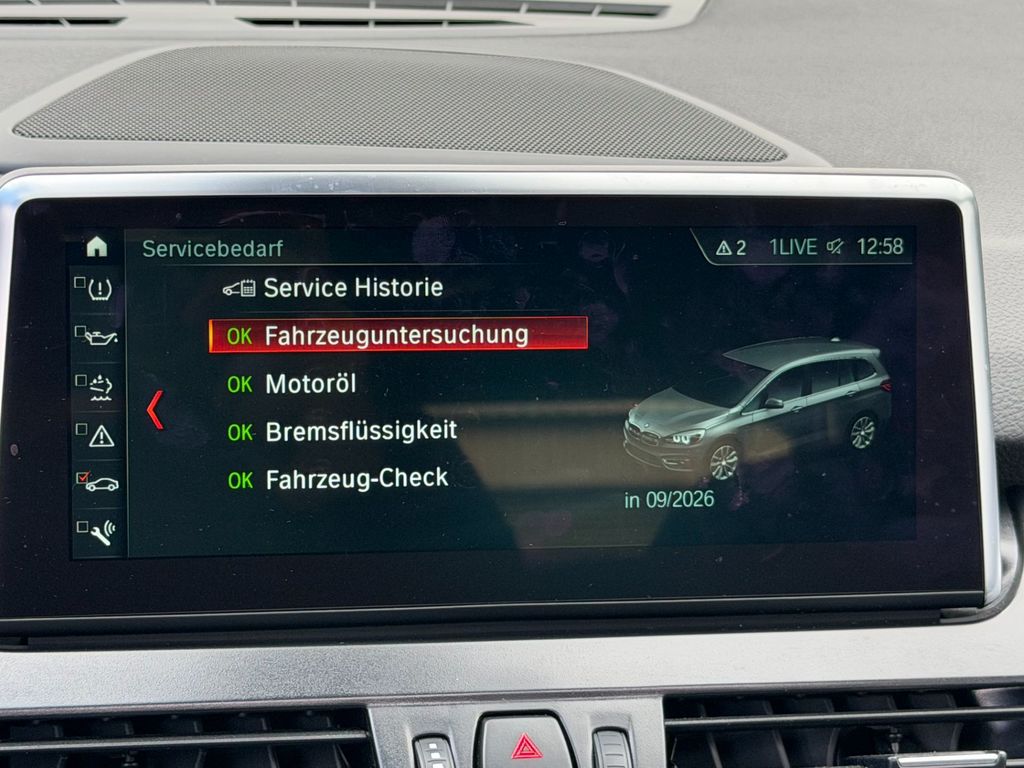 Servicebedarf
2 1LIVE 12:58
Service Historie
OK Fahrzeuguntersuchung
OK Motoröl
OK Bremsflüssigkeit
OK Fahrzeug-Check
in 09/2026